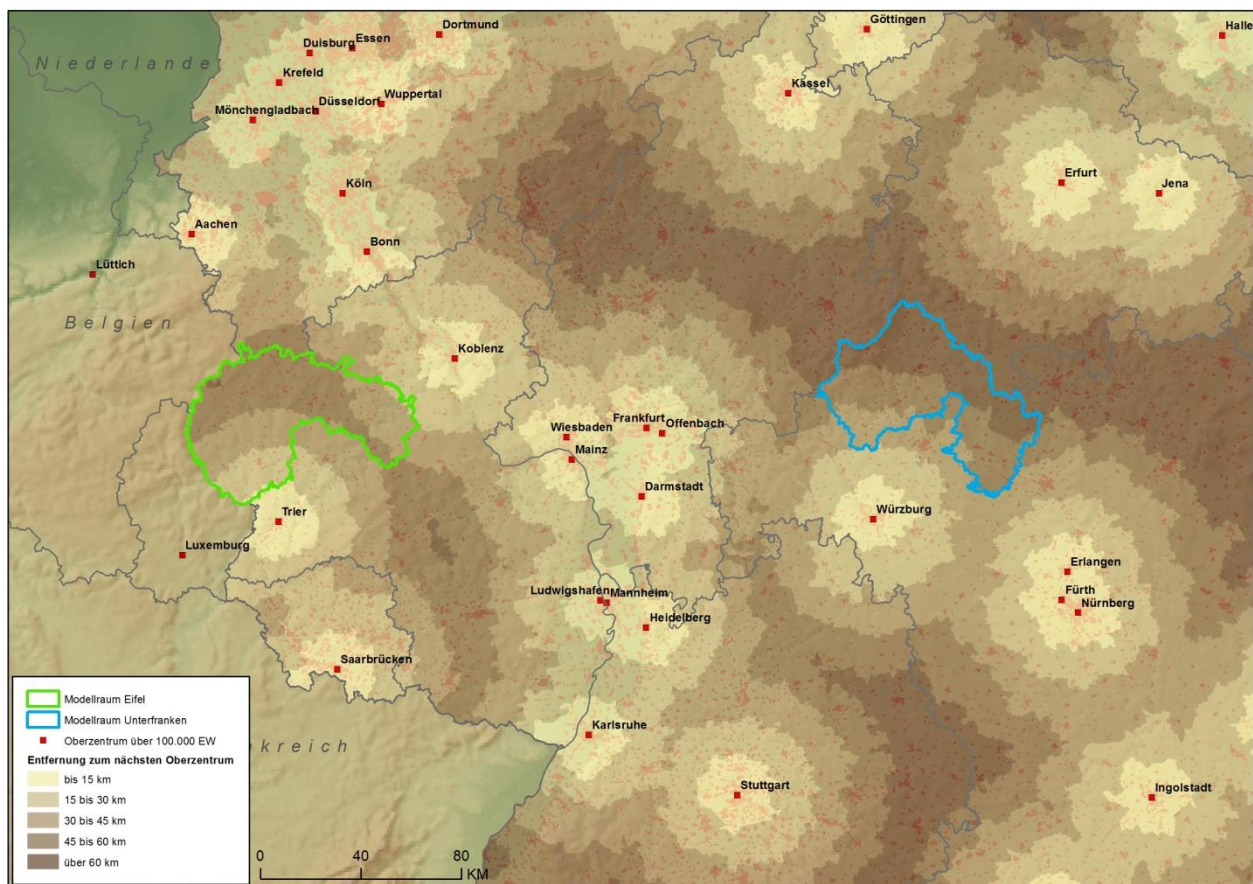 Göttingen
Dortmund
Halle
Essen
Duisburg
Niederlande
Krefeld
Kassel
Wuppertal
Düsseldorf
Mönchengladbach
Erfurt
Jena
Köln
Aachen
Bonn
Lüttich
Belgien
Koblenz
Frankfurt
Offenbach
Wiesbaden
Mainz
Darmstadt
Würzburg
Trier
Luxemburg
Erlangen
Ludwigshafen
Mannheim
Fürth
Nürnberg
Heidelberg
Saarbrücken
Karlsruhe
nkreich
Stuttgart
Ingolstadt
Modellraum Eifel
Modellraum Unterfranken
Oberzentrum über 100.000 EW
Entfernung zum nächsten Oberzentrum
bis 15 km
15 bis 30 km
30 bis 45 km
45 bis 60 km
über 60 km
0 40 80
KM